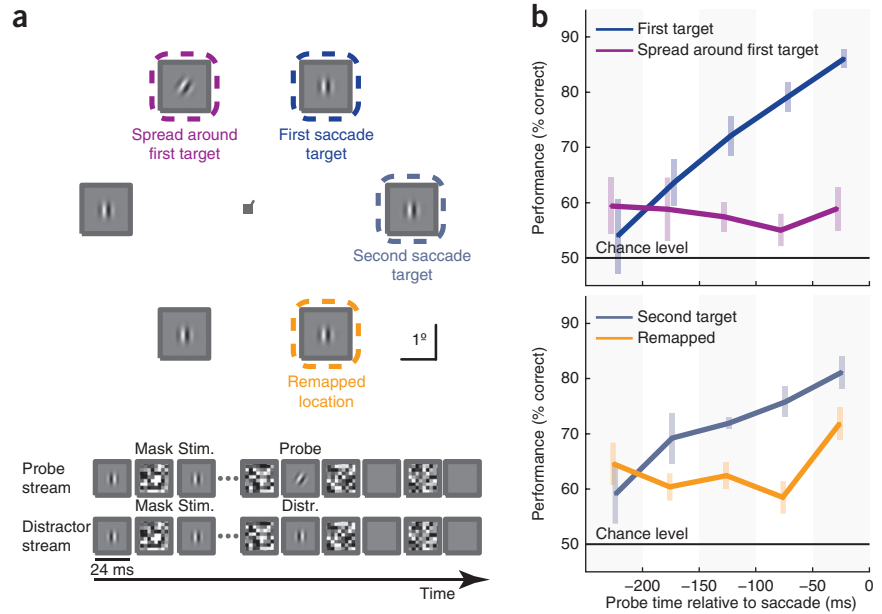 a
Spread around
first target
First saccade
target
Second saccade
target
Remapped
location
1º
Mask Stim.
Probe
Probe
stream
Mask Stim.
Distr.
Distractor
stream
24 ms
Time
b
First target
Spread around first target
90
80
70
60
50
Performance (% correct)
Chance level
Second target
Remapped
90
80
70
60
50
Performance (% correct)
Chance level
−200 −150 −100 −50 0
Probe time relative to saccade (ms)